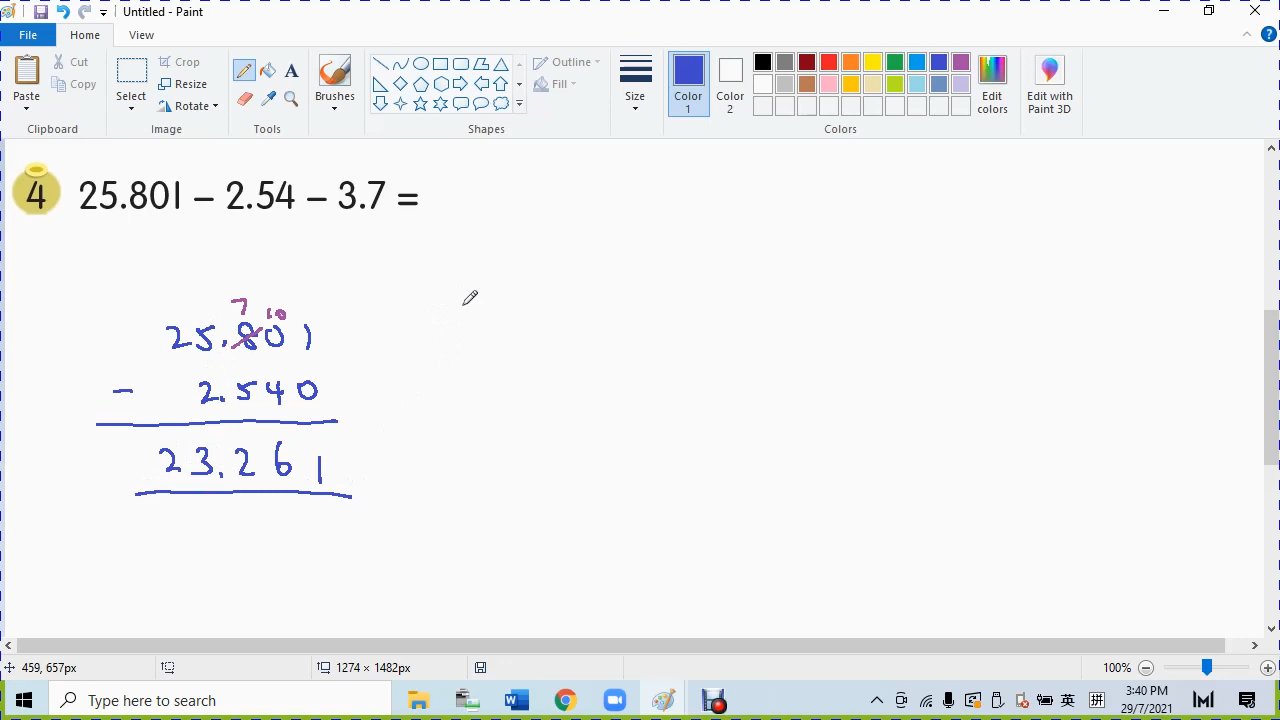 Untitled - Paint
File Home View
Paste Cut Copy
Clipboard
Select Crop Resize Rotate
Image
A
Tools
Brushes
Outline Fill
Shapes
Size
Color 1
Color 2
Edit colors
Colors
Edit with Paint 3D
4 25.801 – 2.54 – 3.7 =
7 10
25.801
- 2.540
23.261
459, 657px
1274 × 1482px
100%
Type here to search
英 拼
3:40 PM
29/7/2021